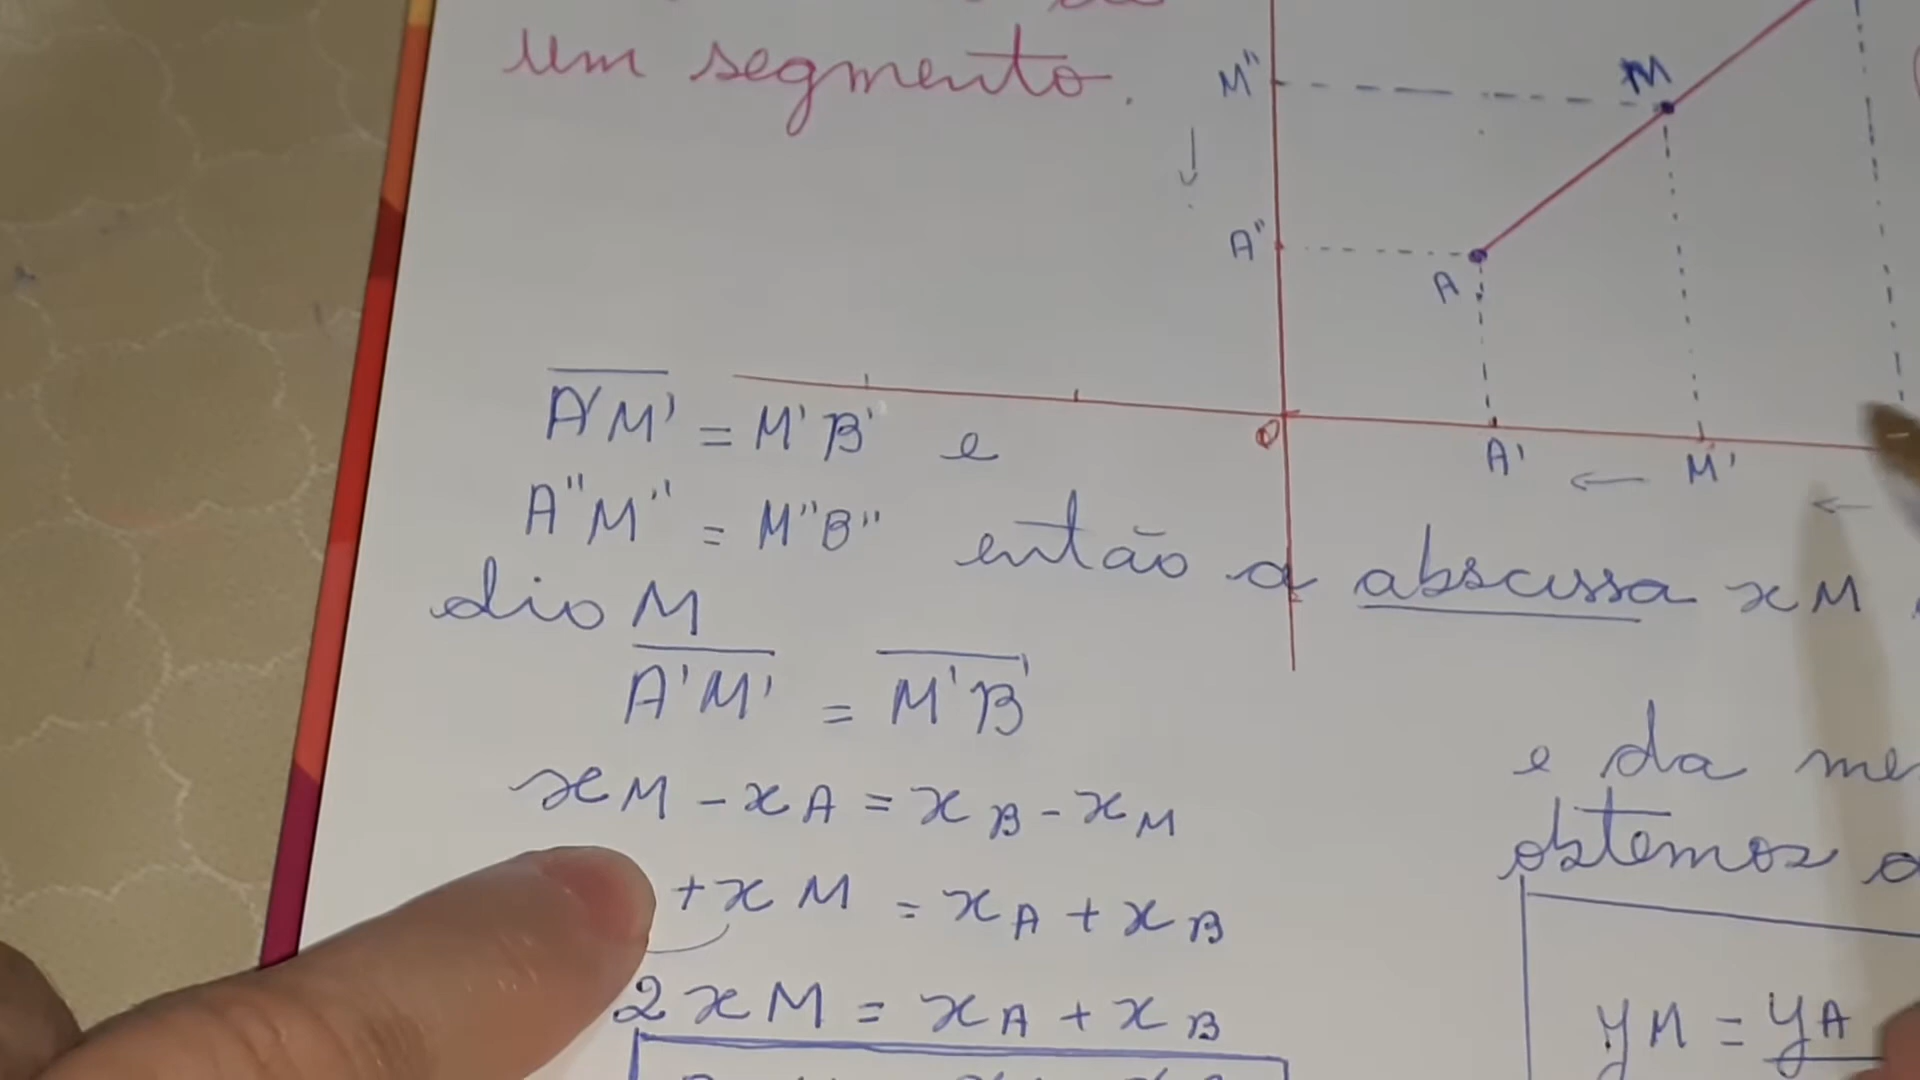 um segmento.
M"
M
A"
A
O
A'
M'
A'M' = M'B' e
A"M" = M"B" então a abscissa xM
dio M
A'M' = M'B'
xM - xA = xB - xM
+ xM = xA + xB
2xM = xA + xB
e da me
obtemos a
yM = yA